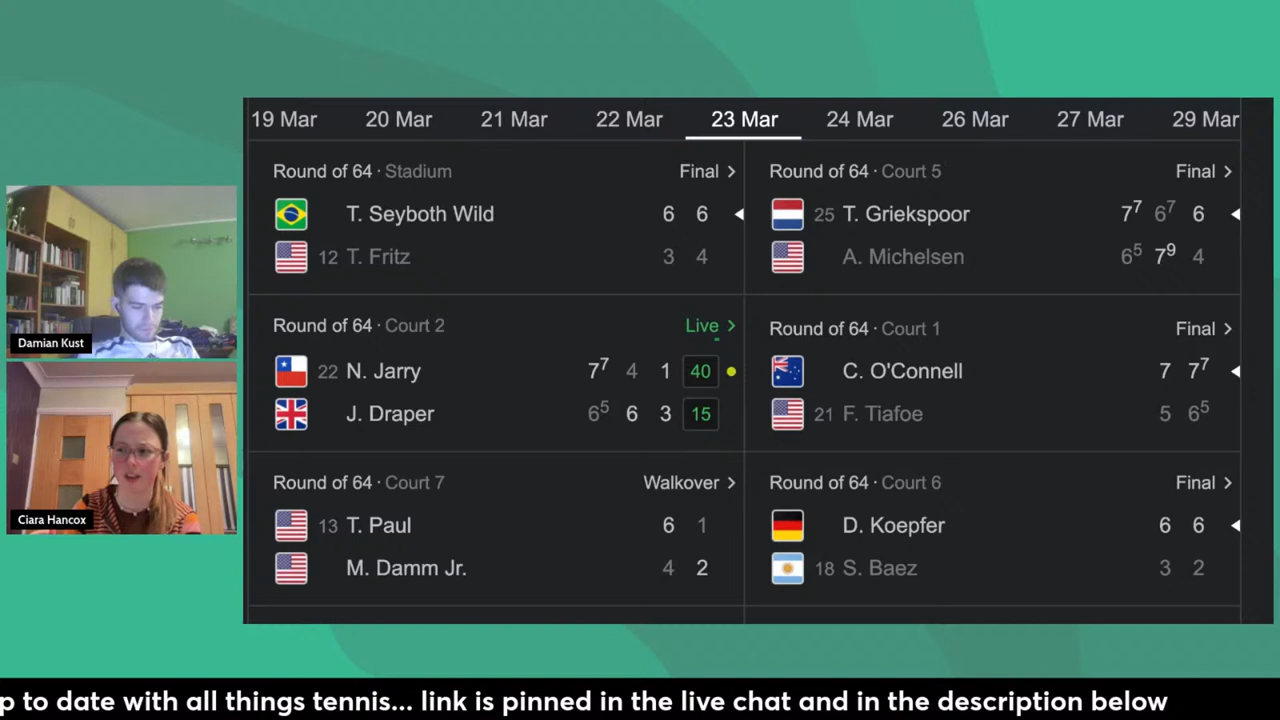 19 Mar 20 Mar 21 Mar 22 Mar 23 Mar 24 Mar 26 Mar 27 Mar 29 Mar
Round of 64 · Stadium Final >
T. Seyboth Wild 6 6
12 T. Fritz 3 4
Round of 64 · Court 5 Final >
25 T. Griekspoor 7⁷ 6⁷ 6
A. Michelsen 6⁵ 7⁹ 4
Round of 64 · Court 2 Live >
22 N. Jarry 7⁷ 4 1 40
J. Draper 6⁵ 6 3 15
Round of 64 · Court 1 Final >
C. O'Connell 7 7⁷
21 F. Tiafoe 5 6⁵
Round of 64 · Court 7 Walkover >
13 T. Paul 6 1
M. Damm Jr. 4 2
Round of 64 · Court 6 Final >
D. Koepfer 6 6
18 S. Baez 3 2
Damian Kust
Ciara Hancox
p to date with all things tennis... link is pinned in the live chat and in the description below